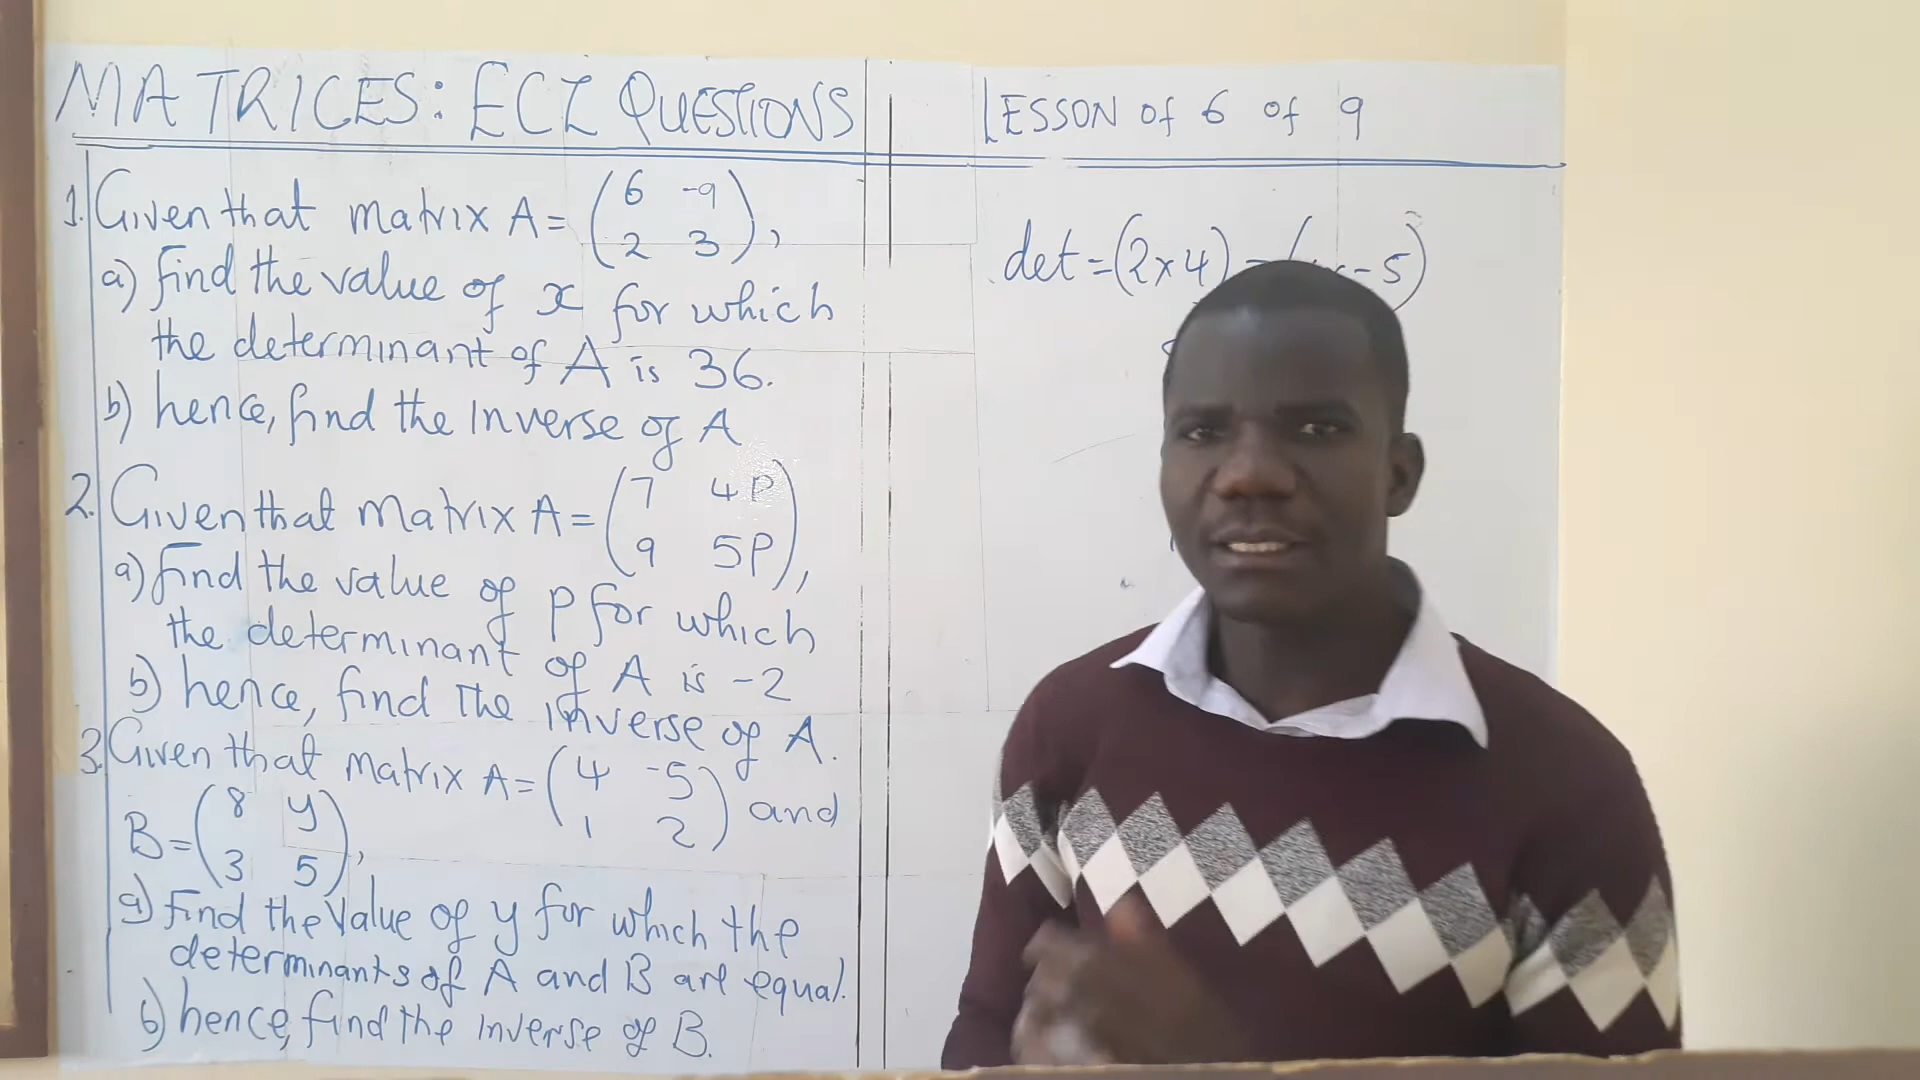 MATRICES: ECZ QUESTIONS
1. Given that matrix A = (6 -9
2 3),
a) find the value of x for which
the determinant of A is 36.
b) hence, find the inverse of A
2. Given that matrix A = (7 4P
9 5P),
a) find the value of p for which
the determinant of A is -2
b) hence, find the inverse of A.
3. Given that matrix A = (4 -5
1 2) and
B = (8 y
3 5),
a) find the value of y for which the
determinants of A and B are equal.
b) hence, find the inverse of B.
LESSON of 6 of 9
det = (2x4) - ( -5)